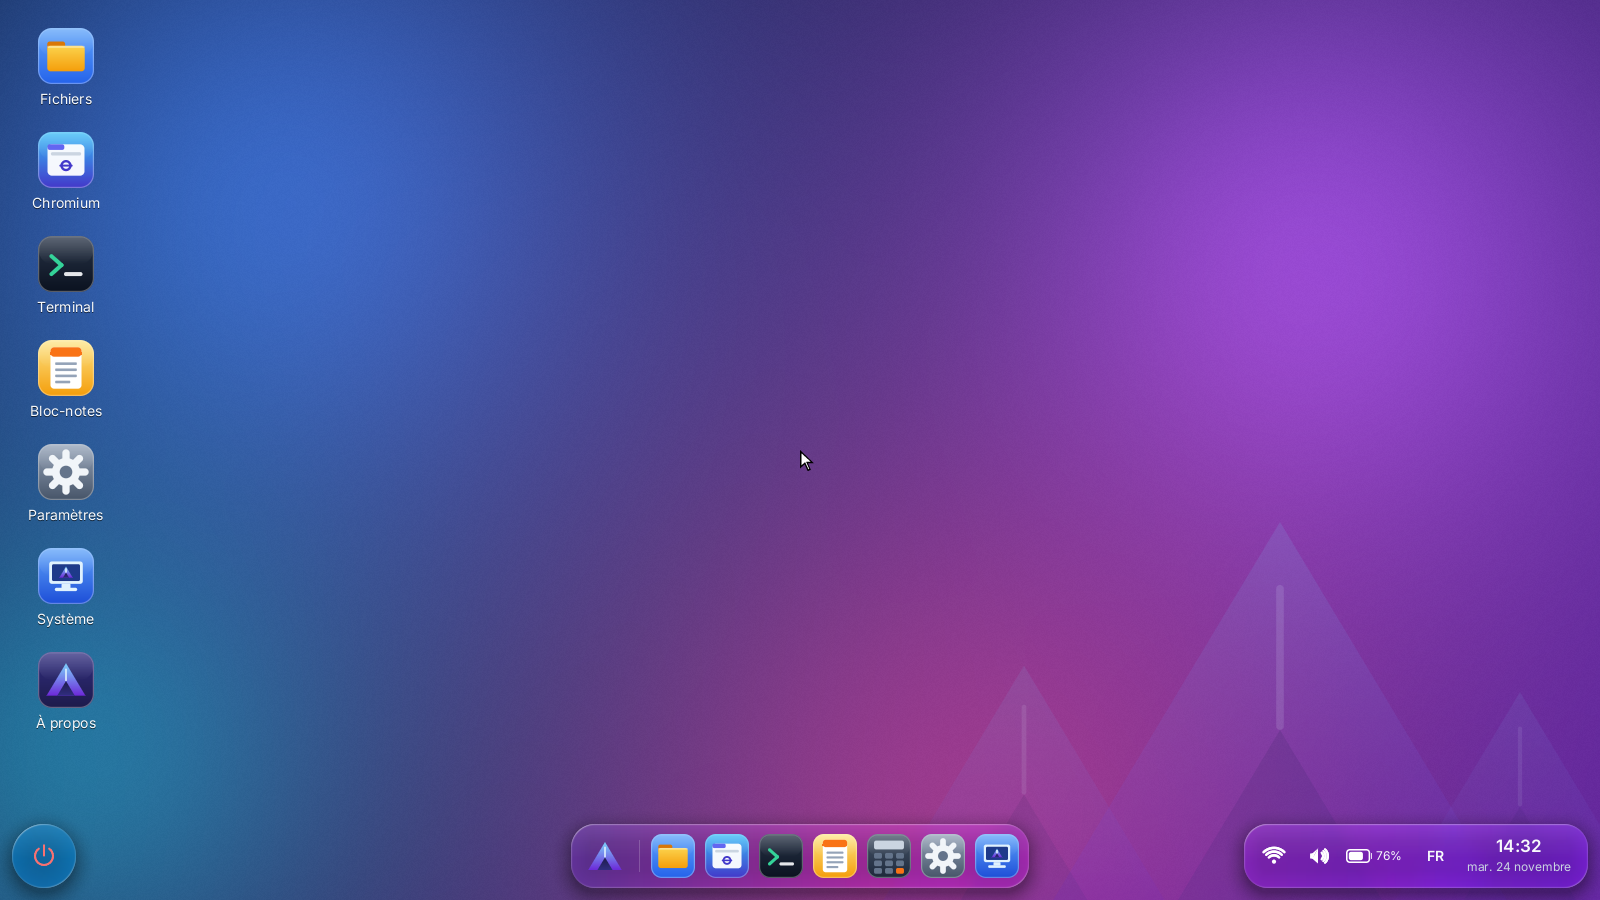 Fichiers
Chromium
Terminal
Bloc-notes
Paramètres
Système
À propos
76%
FR
14:32
mar. 24 novembre